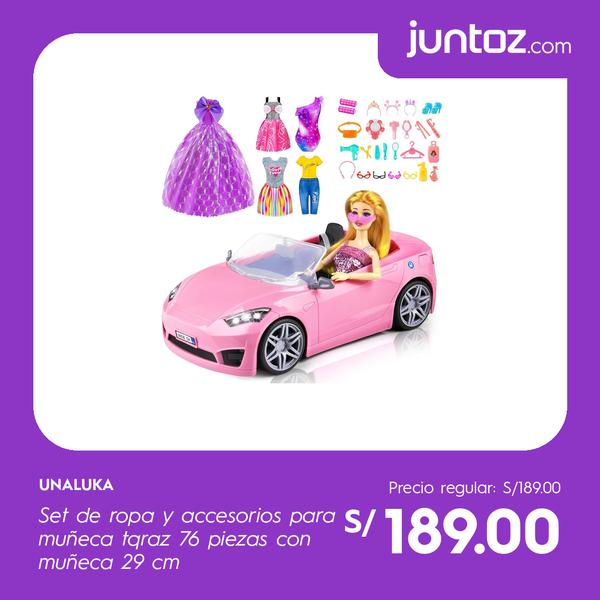 juntoz.com
UNALUKA
Set de ropa y accesorios para
muñeca tqraz 76 piezas con
muñeca 29 cm
Precio regular: S/189.00
S/ 189.00